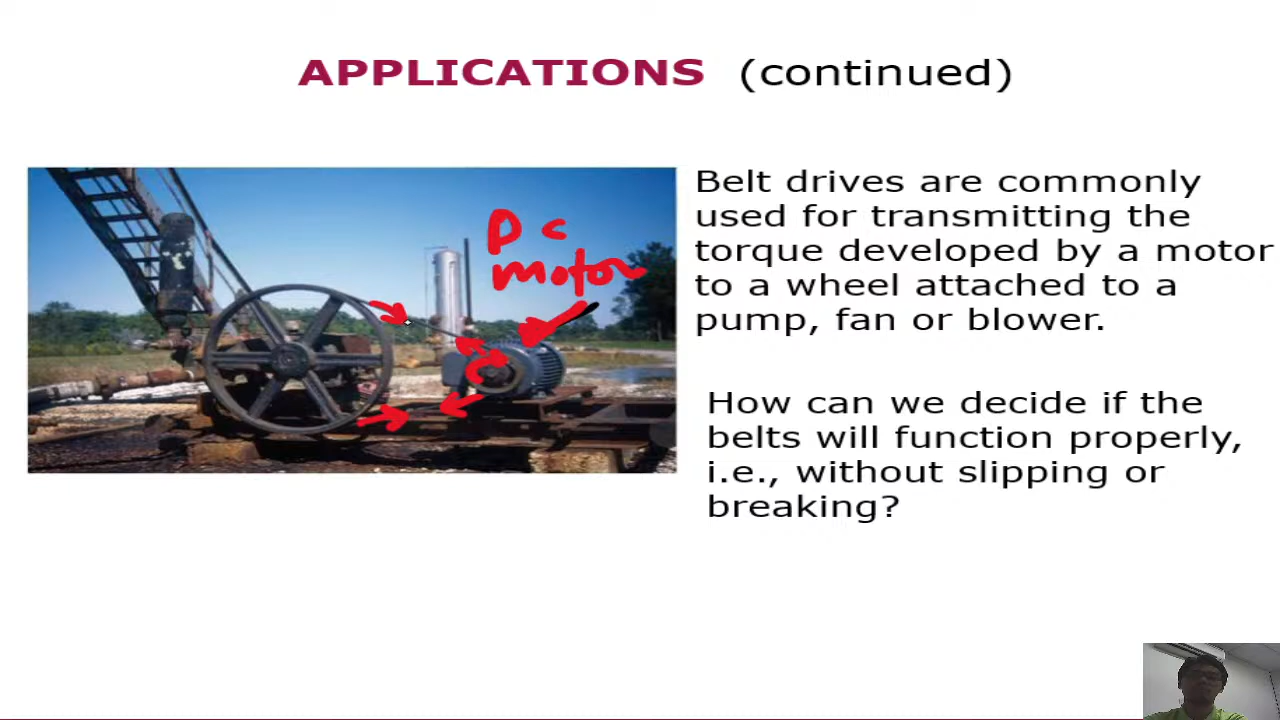 APPLICATIONS (continued)
DC
motor
Belt drives are commonly
used for transmitting the
torque developed by a motor
to a wheel attached to a
pump, fan or blower.
How can we decide if the
belts will function properly,
i.e., without slipping or
breaking?